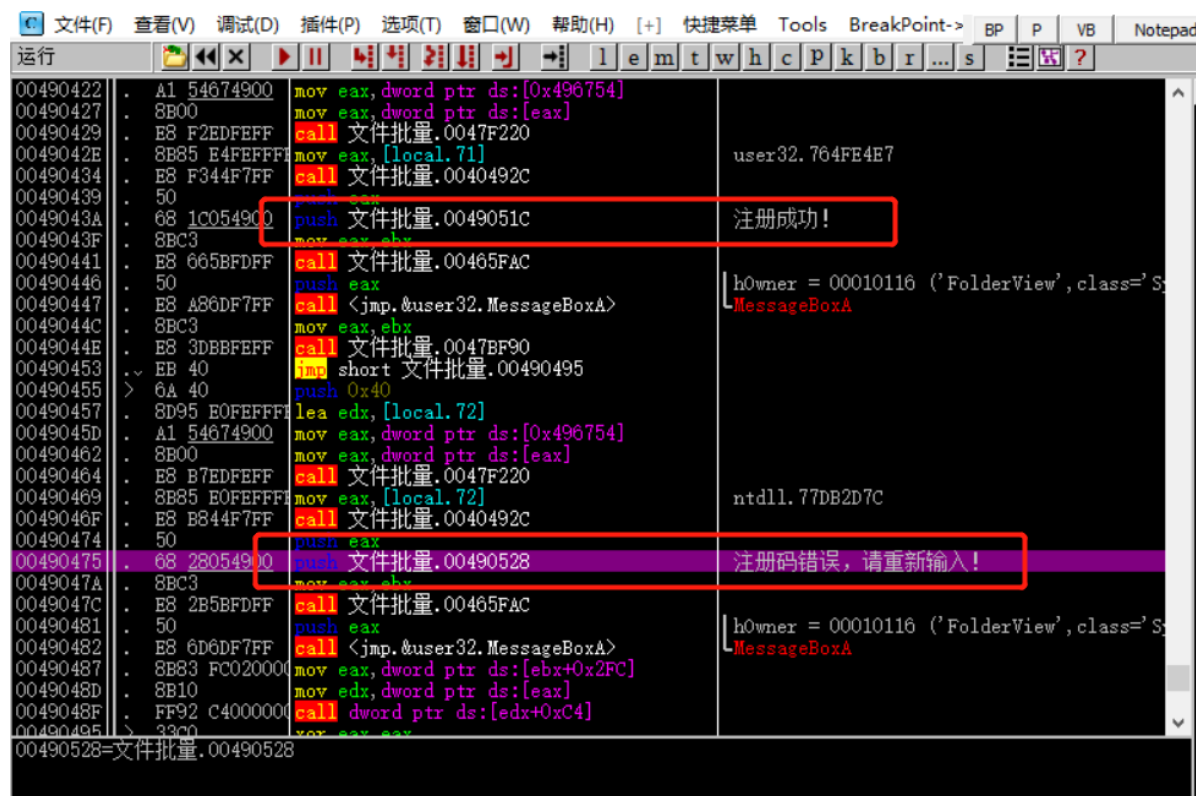 C 文件(F) 查看(V) 调试(D) 插件(P) 选项(T) 窗口(W) 帮助(H) [+] 快捷菜单 Tools BreakPoint-> BP P VB Notepad
运行 l e m t w h c P k b r ... s ?
00490422 . A1 54674900 mov eax,dword ptr ds:[0x496754]
00490427 . 8B00 mov eax,dword ptr ds:[eax]
00490429 . E8 F2EDFEFF call 文件批量.0047F220
0049042E . 8B85 E4FEFFFF mov eax,[local.71] user32.764FE4E7
00490434 . E8 F344F7FF call 文件批量.0040492C
00490439 . 50 push eax
0049043A . 68 1C054900 push 文件批量.0049051C 注册成功!
0049043F . 8BC3 mov eax,ebx
00490441 . E8 665BFDFF call 文件批量.00465FAC
00490446 . 50 push eax hOwner = 00010116 ('FolderView',class='Sy
00490447 . E8 A86DF7FF call <jmp.&user32.MessageBoxA> MessageBoxA
0049044C . 8BC3 mov eax,ebx
0049044E . E8 3DBBFEFF call 文件批量.0047BF90
00490453 .v EB 40 jmp short 文件批量.00490495
00490455 > 6A 40 push 0x40
00490457 . 8D95 E0FEFFFF lea edx,[local.72]
0049045D . A1 54674900 mov eax,dword ptr ds:[0x496754]
00490462 . 8B00 mov eax,dword ptr ds:[eax]
00490464 . E8 B7EDFEFF call 文件批量.0047F220
00490469 . 8B85 E0FEFFFF mov eax,[local.72] ntdll.77DB2D7C
0049046F . E8 B844F7FF call 文件批量.0040492C
00490474 . 50 push eax
00490475 . 68 28054900 push 文件批量.00490528 注册码错误，请重新输入!
0049047A . 8BC3 mov eax,ebx
0049047C . E8 2B5BFDFF call 文件批量.00465FAC
00490481 . 50 push eax hOwner = 00010116 ('FolderView',class='Sy
00490482 . E8 6D6DF7FF call <jmp.&user32.MessageBoxA> MessageBoxA
00490487 . 8B83 FC020000 mov eax,dword ptr ds:[ebx+0x2FC]
0049048D . 8B10 mov edx,dword ptr ds:[eax]
0049048F . FF92 C4000000 call dword ptr ds:[edx+0xC4]
00490495 > 33C0 xor eax,eax
00490528=文件批量.00490528